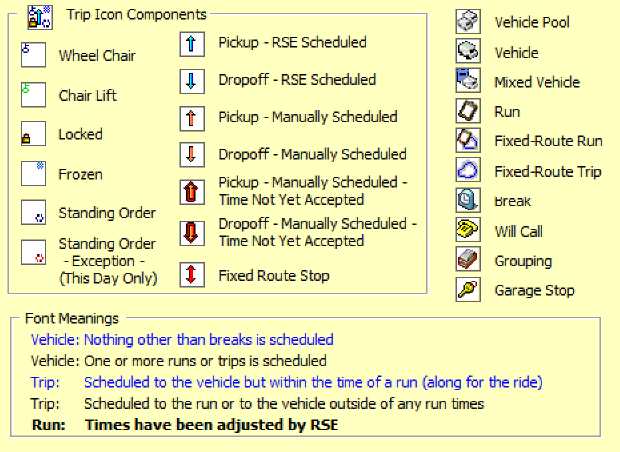 Trip Icon Components
Wheel Chair
Chair Lift
Locked
Frozen
Standing Order
Standing Order
- Exception -
(This Day Only)
Pickup - RSE Scheduled
Dropoff - RSE Scheduled
Pickup - Manually Scheduled
Dropoff - Manually Scheduled
Pickup - Manually Scheduled -
Time Not Yet Accepted
Dropoff - Manually Scheduled -
Time Not Yet Accepted
Fixed Route Stop
Vehicle Pool
Vehicle
Mixed Vehicle
Run
Fixed-Route Run
Fixed-Route Trip
Break
Will Call
Grouping
Garage Stop
Font Meanings
Vehicle: Nothing other than breaks is scheduled
Vehicle: One or more runs or trips is scheduled
Trip: Scheduled to the vehicle but within the time of a run (along for the ride)
Trip: Scheduled to the run or to the vehicle outside of any run times
Run: Times have been adjusted by RSE